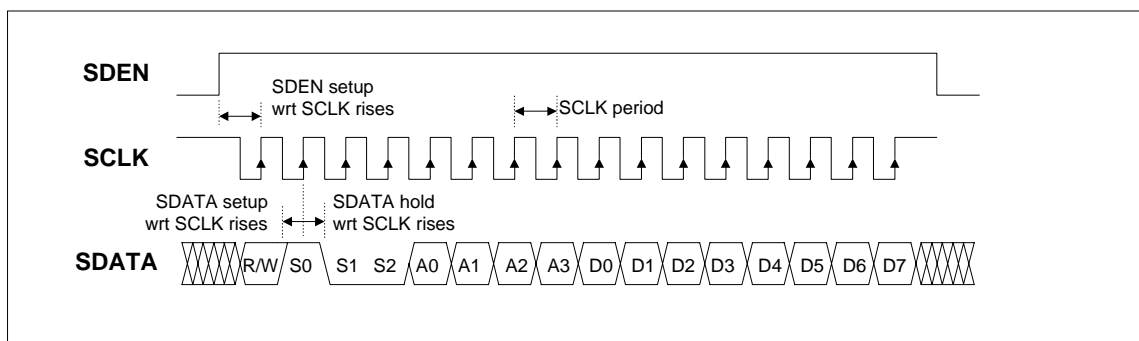 SDEN
SDEN setup
wrt SCLK rises
SCLK period
SCLK
SDATA setup
wrt SCLK rises
SDATA hold
wrt SCLK rises
SDATA
R/W S0 S1 S2 A0 A1 A2 A3 D0 D1 D2 D3 D4 D5 D6 D7